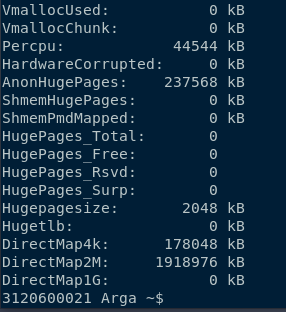 VmallocUsed:           0 kB
VmallocChunk:          0 kB
Percpu:            44544 kB
HardwareCorrupted:     0 kB
AnonHugePages:    237568 kB
ShmemHugePages:        0 kB
ShmemPmdMapped:        0 kB
HugePages_Total:       0
HugePages_Free:        0
HugePages_Rsvd:        0
HugePages_Surp:        0
Hugepagesize:       2048 kB
Hugetlb:               0 kB
DirectMap4k:      178048 kB
DirectMap2M:     1918976 kB
DirectMap1G:           0 kB
3120600021 Arga ~$